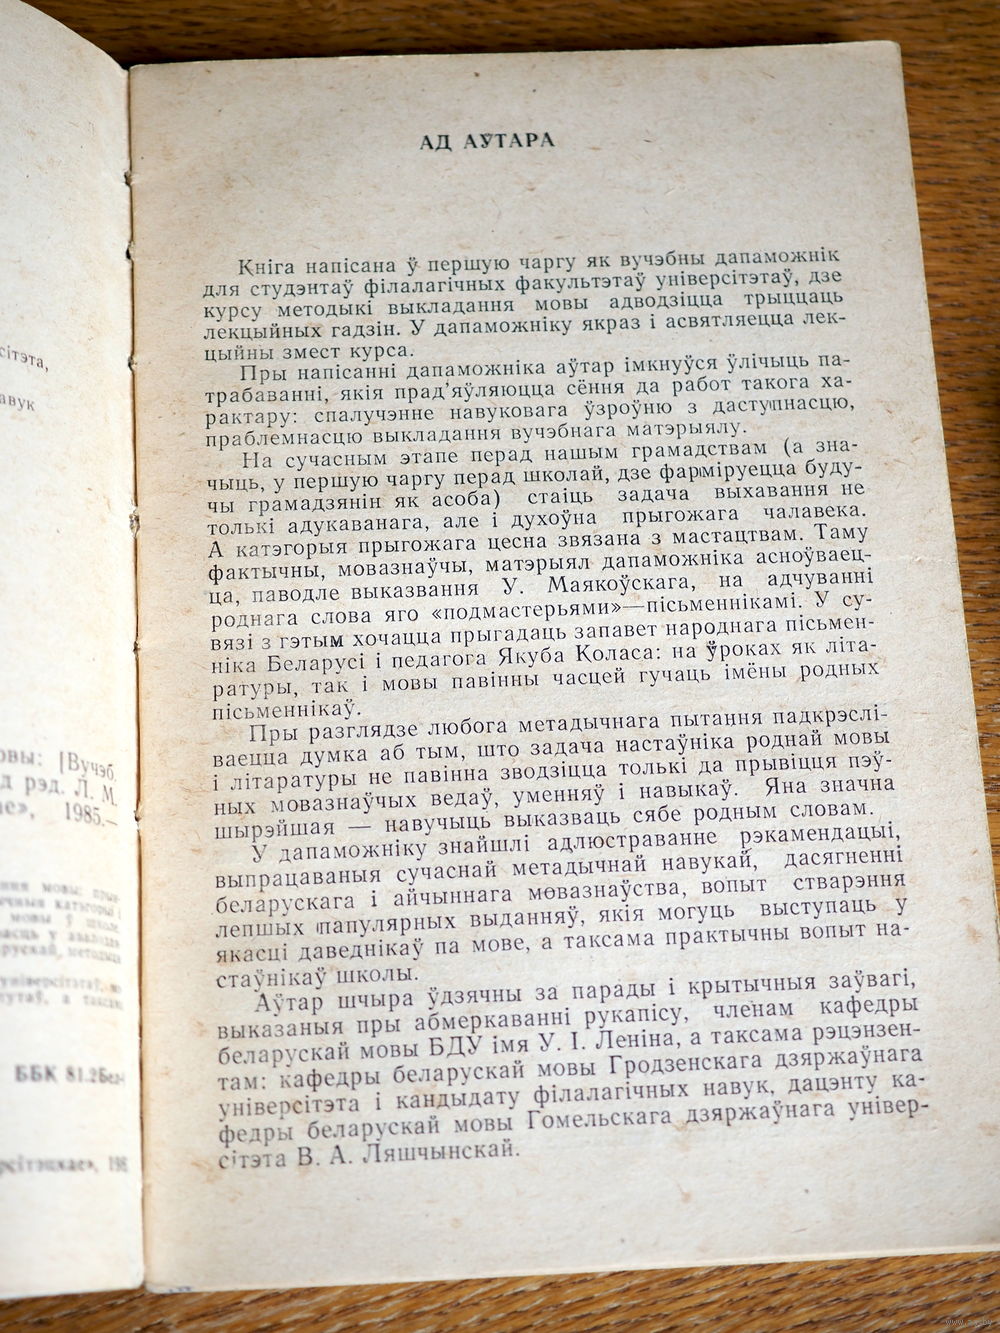 сітэта,
авук
овы: [Вучэб.
д рэд. Л. М.
ае», 1985.—
ББК 81.2Бел
АД АЎТАРА
Кніга напісана ў першую чаргу як вучэбны дапаможнік
для студэнтаў філалагічных факультэтаў універсітэтаў, дзе
курсу методыкі выкладання мовы адводзіцца трыццаць
лекцыйных гадзін. У дапаможніку якраз і асвятляецца лек-
цыйны змест курса.
Пры напісанні дапаможніка аўтар імкнуўся ўлічыць па-
трабаванні, якія прад'яўляюцца сёння да работ такога ха-
рактару: спалучэнне навуковага ўзроўню з даступнасцю,
праблемнасцю выкладання вучэбнага матэрыялу.
На сучасным этапе перад нашым грамадствам (а зна-
чыць, у першую чаргу перад школай, дзе фарміруецца буду-
чы грамадзянін як асоба) стаіць задача выхавання не
толькі адукаванага, але і духоўна прыгожага чалавека.
А катэгорыя прыгожага цесна звязана з мастацтвам. Таму
фактычны, мовазнаўчы, матэрыял дапаможніка асноўваец-
ца, паводле выказвання У. Маякоўскага, на адчуванні
роднага слова яго «подмастерьями»—пісьменнікамі. У су-
вязі з гэтым хочацца прыгадаць запавет народнага пісьмен-
ніка Беларусі і педагога Якуба Коласа: на ўроках як літа-
ратуры, так і мовы павінны часцей гучаць імёны родных
пісьменнікаў.
Пры разглядзе любога метадычнага пытання падкрэслі-
ваецца думка аб тым, што задача настаўніка роднай мовы
і літаратуры не павінна зводзіцца толькі да прывіцця пэў-
ных мовазнаўчых ведаў, уменняў і навыкаў. Яна значна
шырэйшая — навучыць выказваць сябе родным словам.
У дапаможніку знайшлі адлюстраванне рэкамендацыі,
выпрацаваныя сучаснай метадычнай навукай, дасягненні
беларускага і айчыннага мовазнаўства, вопыт стварэння
лепшых папулярных выданняў, якія могуць выступаць у
якасці даведнікаў па мове, а таксама практычны вопыт на-
стаўнікаў школы.
Аўтар шчыра ўдзячны за парады і крытычныя заўвагі,
выказаныя пры абмеркаванні рукапісу, членам кафедры
беларускай мовы БДУ імя У. І. Леніна, а таксама рэцэнзен-
там: кафедры беларускай мовы Гродзенскага дзяржаўнага
універсітэта і кандыдату філалагічных навук, дацэнту ка-
федры беларускай мовы Гомельскага дзяржаўнага універ-
сітэта В. А. Ляшчынскай.